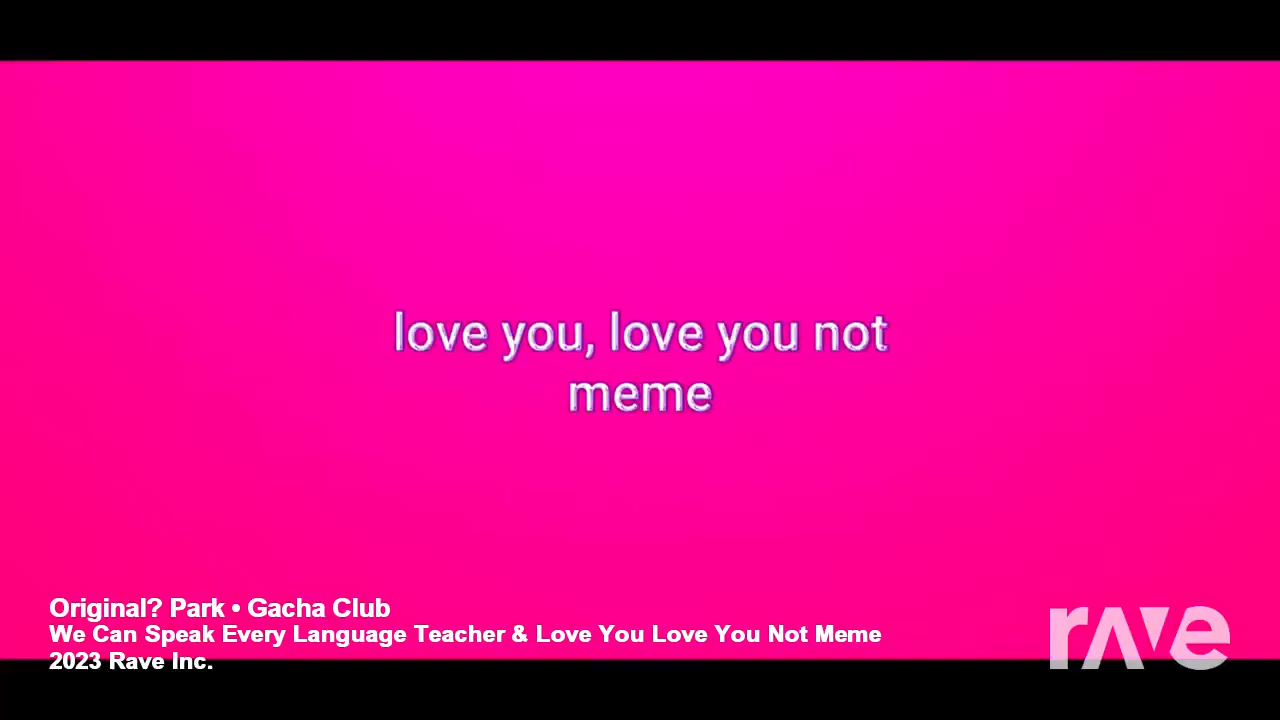 love you, love you not
meme
Original? Park • Gacha Club
We Can Speak Every Language Teacher & Love You Love You Not Meme
2023 Rave Inc.
rave